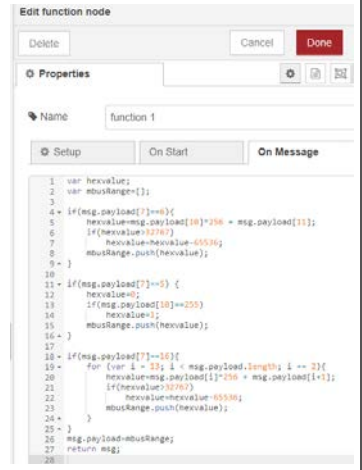 Edit function node
Delete
Cancel
Done
Properties
Name
function 1
Setup
On Start
On Message
1 var hexvalue;
2 var mbusRange=[];
3
4 if(msg.payload[7]==6){
5 hexvalue=msg.payload[10]*256 + msg.payload[11];
6 if(hexvalue>32767)
7 hexvalue=hexvalue-65536;
8 mbusRange.push(hexvalue);
9 }
10
11 if(msg.payload[7]==5) {
12 hexvalue=0;
13 if(msg.payload[10]==255)
14 hexvalue=1;
15 mbusRange.push(hexvalue);
16 }
17
18 if(msg.payload[7]==16){
19 for (var i = 13; i < msg.payload.length; i += 2){
20 hexvalue=msg.payload[i]*256 + msg.payload[i+1];
21 if(hexvalue>32767)
22 hexvalue=hexvalue-65536;
23 mbusRange.push(hexvalue);
24 }
25 }
26 msg.payload=mbusRange;
27 return msg;
28